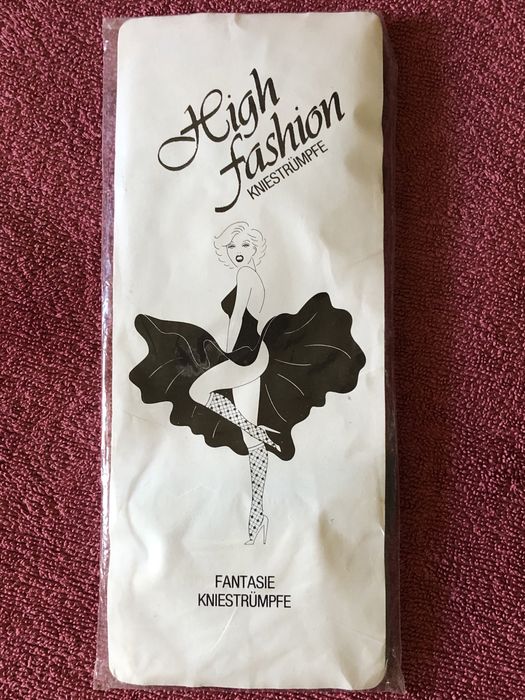 High
fashion
KNIESTRÜMPFE
FANTASIE
KNIESTRÜMPFE